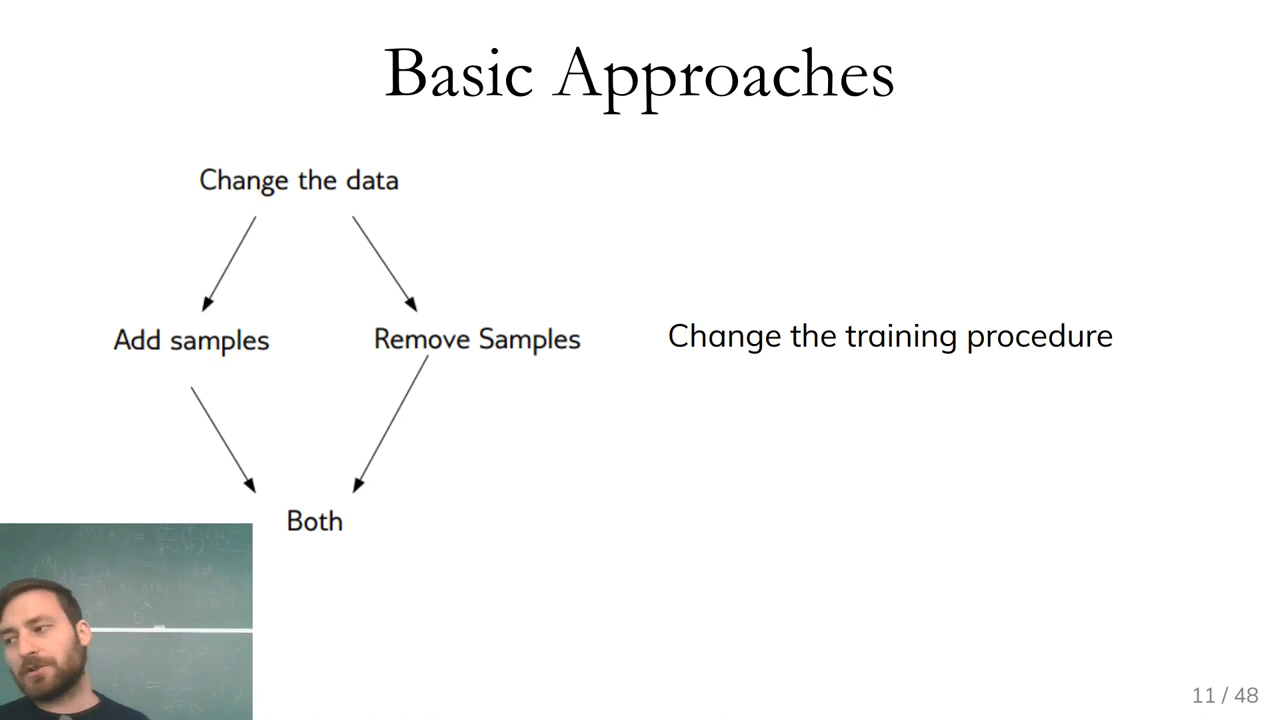 Basic Approaches
Change the data
Add samples
Remove Samples
Change the training procedure
Both
11 / 48